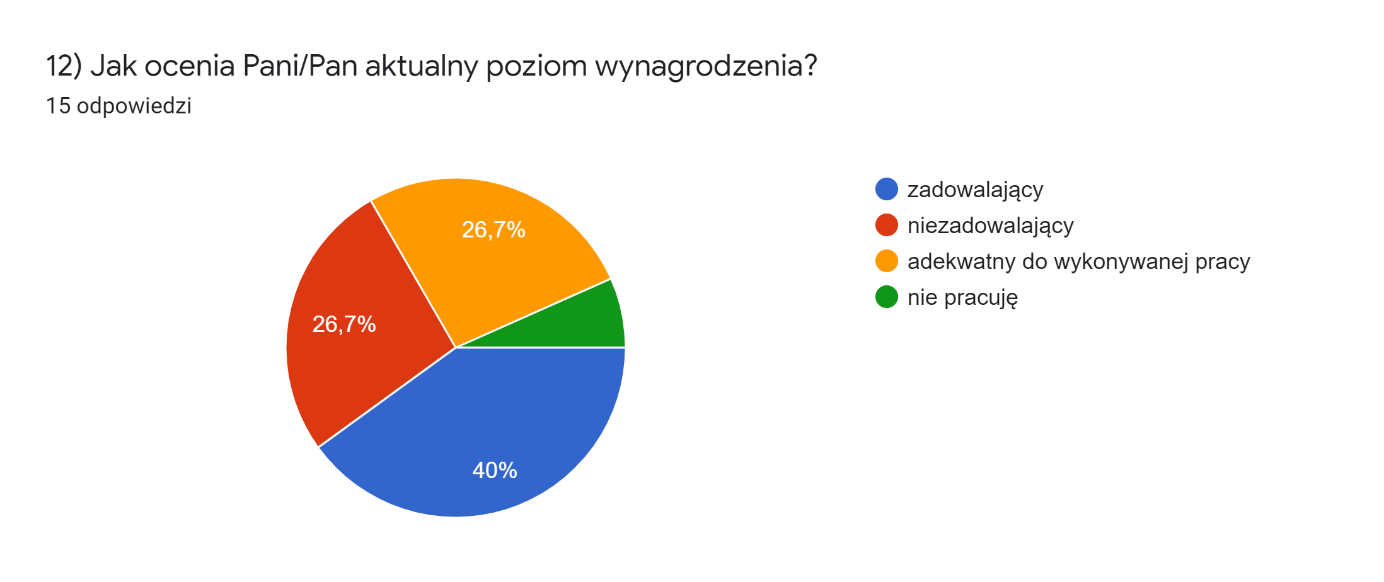 12) Jak ocenia Pani/Pan aktualny poziom wynagrodzenia?
15 odpowiedzi
zadowalający
niezadowalający
adekwatny do wykonywanej pracy
nie pracuję
26,7%
26,7%
40%